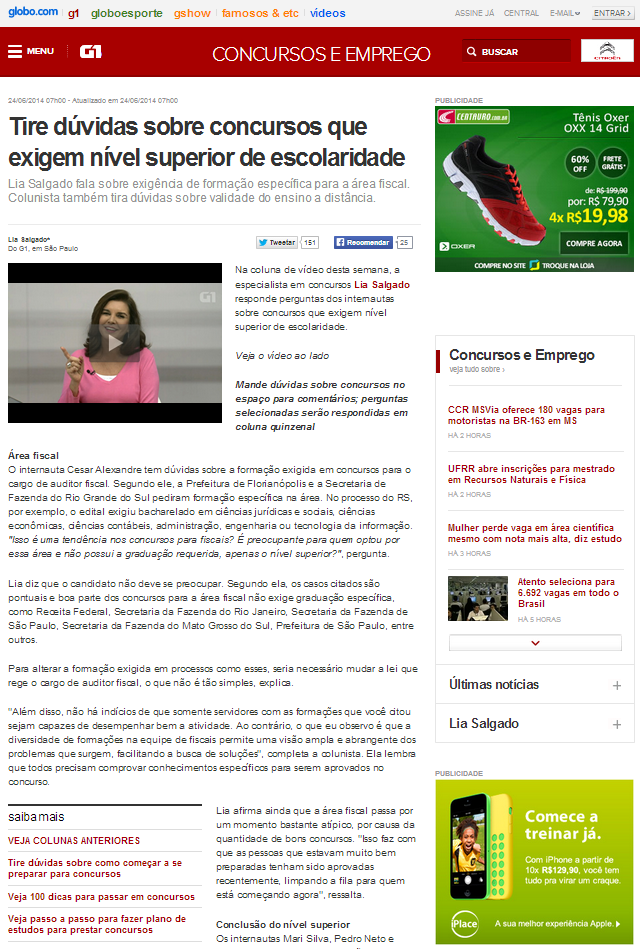 globo.com g1 globoesporte gshow famosos & etc vídeos ASSINE JÁ CENTRAL E-MAIL ENTRAR ›
MENU G1 CONCURSOS E EMPREGO BUSCAR CITROËN
24/06/2014 07h00 - Atualizado em 24/06/2014 07h00
Tire dúvidas sobre concursos que
exigem nível superior de escolaridade
Lia Salgado fala sobre exigência de formação específica para a área fiscal.
Colunista também tira dúvidas sobre validade do ensino a distância.
Lia Salgado*
Do G1, em São Paulo
Tweetar 151 Recomendar 25
G1
Na coluna de vídeo desta semana, a
especialista em concursos Lia Salgado
responde perguntas dos internautas
sobre concursos que exigem nível
superior de escolaridade.
Veja o vídeo ao lado
Mande dúvidas sobre concursos no
espaço para comentários; perguntas
selecionadas serão respondidas em
coluna quinzenal
Área fiscal
O internauta Cesar Alexandre tem dúvidas sobre a formação exigida em concursos para o
cargo de auditor fiscal. Segundo ele, a Prefeitura de Florianópolis e a Secretaria de
Fazenda do Rio Grande do Sul pediram formação específica na área. No processo do RS,
por exemplo, o edital exigiu bacharelado em ciências jurídicas e sociais, ciências
econômicas, ciências contábeis, administração, engenharia ou tecnologia da informação.
"Isso é uma tendência nos concursos para fiscais? É preocupante para quem optou por
essa área e não possui a graduação requerida, apenas o nível superior?", pergunta.
Lia diz que o candidato não deve se preocupar. Segundo ela, os casos citados são
pontuais e boa parte dos concursos para a área fiscal não exige graduação específica,
como Receita Federal, Secretaria da Fazenda do Rio Janeiro, Secretaria da Fazenda de
São Paulo, Secretaria da Fazenda do Mato Grosso do Sul, Prefeitura de São Paulo, entre
outros.
Para alterar a formação exigida em processos como esses, seria necessário mudar a lei que
rege o cargo de auditor fiscal, o que não é tão simples, explica.
"Além disso, não há indícios de que somente servidores com as formações que você citou
sejam capazes de desempenhar bem a atividade. Ao contrário, o que eu observo é que a
diversidade de formações na equipe de fiscais permite uma visão ampla e abrangente dos
problemas que surgem, facilitando a busca de soluções", completa a colunista. Ela lembra
que todos precisam comprovar conhecimentos específicos para serem aprovados no
concurso.
saiba mais
VEJA COLUNAS ANTERIORES
Tire dúvidas sobre como começar a se
preparar para concursos
Veja 100 dicas para passar em concursos
Veja passo a passo para fazer plano de
estudos para prestar concursos
Lia afirma ainda que a área fiscal passa por
um momento bastante atípico, por causa da
quantidade de bons concursos. "Isso faz com
que as pessoas que estavam muito bem
preparadas tenham sido aprovadas
recentemente, limpando a fila para quem
está começando agora", ressalta.
Conclusão do nível superior
Os internautas Mari Silva, Pedro Neto e
PUBLICIDADE
CENTAURO.COM.BR
Tênis Oxer
OXX 14 Grid
60% OFF FRETE GRÁTIS*
de: R$ 199,90
por: R$ 79,90
4x R$19,98
OXER COMPRE AGORA
COMPRE NO SITE TROQUE NA LOJA
Concursos e Emprego
veja tudo sobre ›
CCR MSVia oferece 180 vagas para
motoristas na BR-163 em MS
HÁ 2 HORAS
UFRR abre inscrições para mestrado
em Recursos Naturais e Física
HÁ 2 HORAS
Mulher perde vaga em área científica
mesmo com nota mais alta, diz estudo
HÁ 3 HORAS
Atento seleciona para
6.692 vagas em todo o
Brasil
HÁ 5 HORAS
Últimas notícias +
Lia Salgado +
PUBLICIDADE
Comece a
treinar já.
Com iPhone a partir de
10x R$129,90, você tem
tudo pra virar um craque.
iPlace A sua melhor experiência Apple.